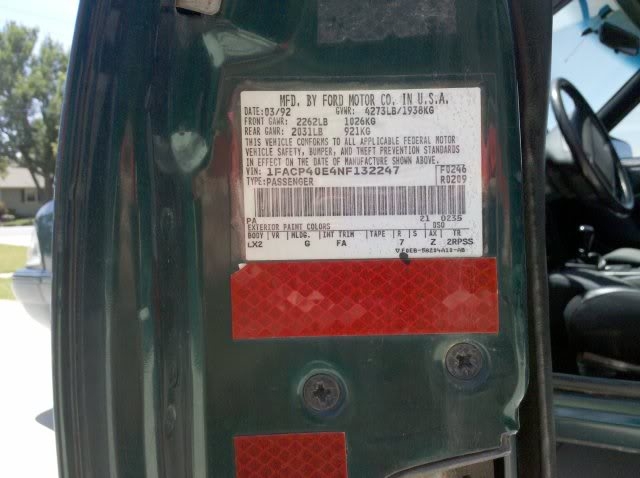 MFD. BY FORD MOTOR CO. IN U.S.A.
DATE: 03/92 GVWR: 4273LB/1938KG
FRONT GAWR: 2262LB 1026KG
REAR GAWR: 2031LB 921KG
THIS VEHICLE CONFORMS TO ALL APPLICABLE FEDERAL MOTOR
VEHICLE SAFETY, BUMPER, AND THEFT PREVENTION STANDARDS
IN EFFECT ON THE DATE OF MANUFACTURE SHOWN ABOVE.
VIN: 1FACP40E4NF132247 F0246
TYPE: PASSENGER R0209
PA 21 0235
EXTERIOR PAINT COLORS DSO
BODY VR MLDG. INT TRIM TAPE R S AX TR
LX2 G FA 7 Z 2RPSS